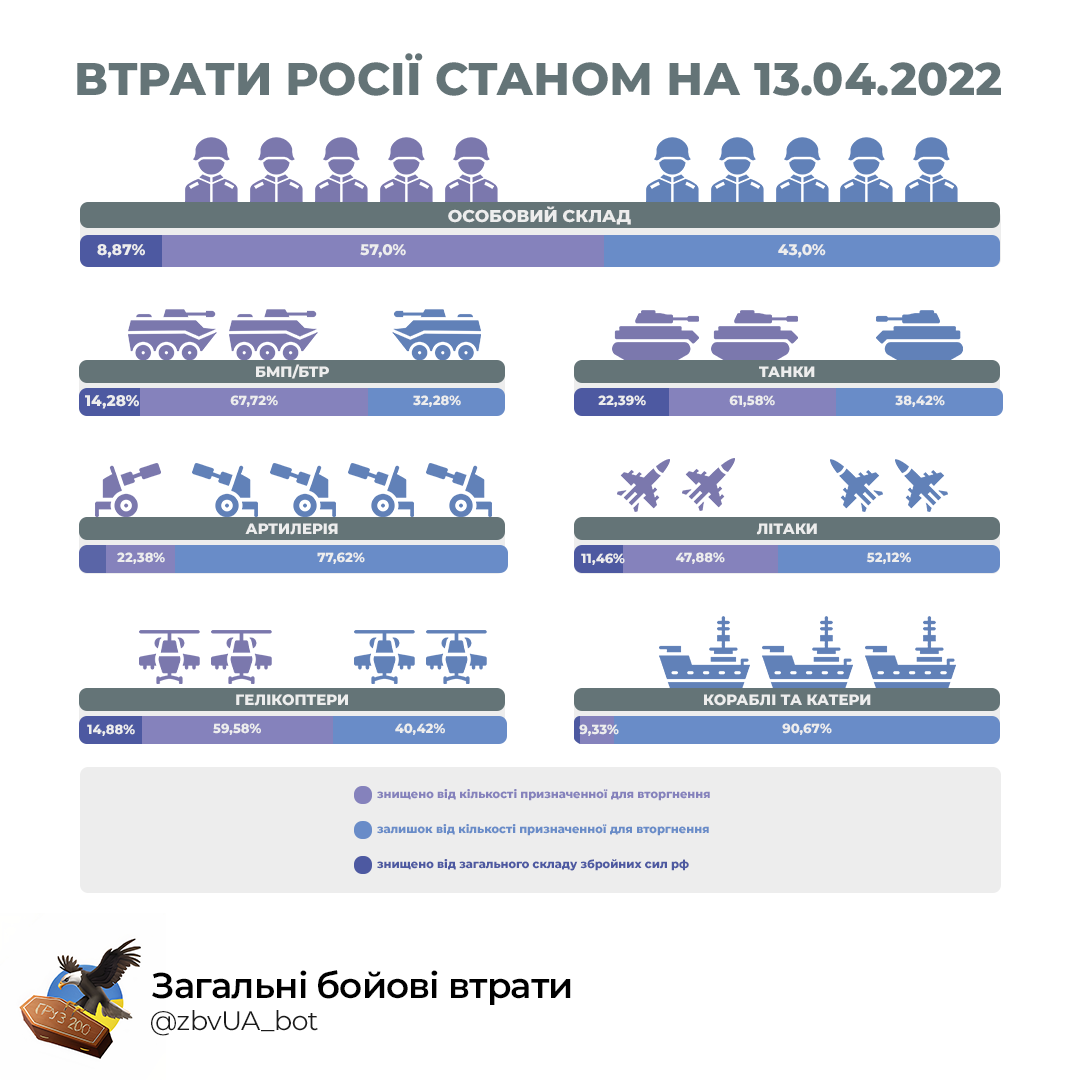 ВТРАТИ РОСІЇ СТАНОМ НА 13.04.2022
ОСОБОВИЙ СКЛАД
8,87% 57,0% 43,0%
БМП/БТР
14,28% 67,72% 32,28%
ТАНКИ
22,39% 61,58% 38,42%
АРТИЛЕРІЯ
22,38% 77,62%
ЛІТАКИ
11,46% 47,88% 52,12%
ГЕЛІКОПТЕРИ
14,88% 59,58% 40,42%
КОРАБЛІ ТА КАТЕРИ
9,33% 90,67%
знищено від кількості призначенної для вторгнення
залишок від кількості призначенної для вторгнення
знищено від загального складу збройних сил рф
ГРУЗ 200
Загальні бойові втрати
@zbvUA_bot